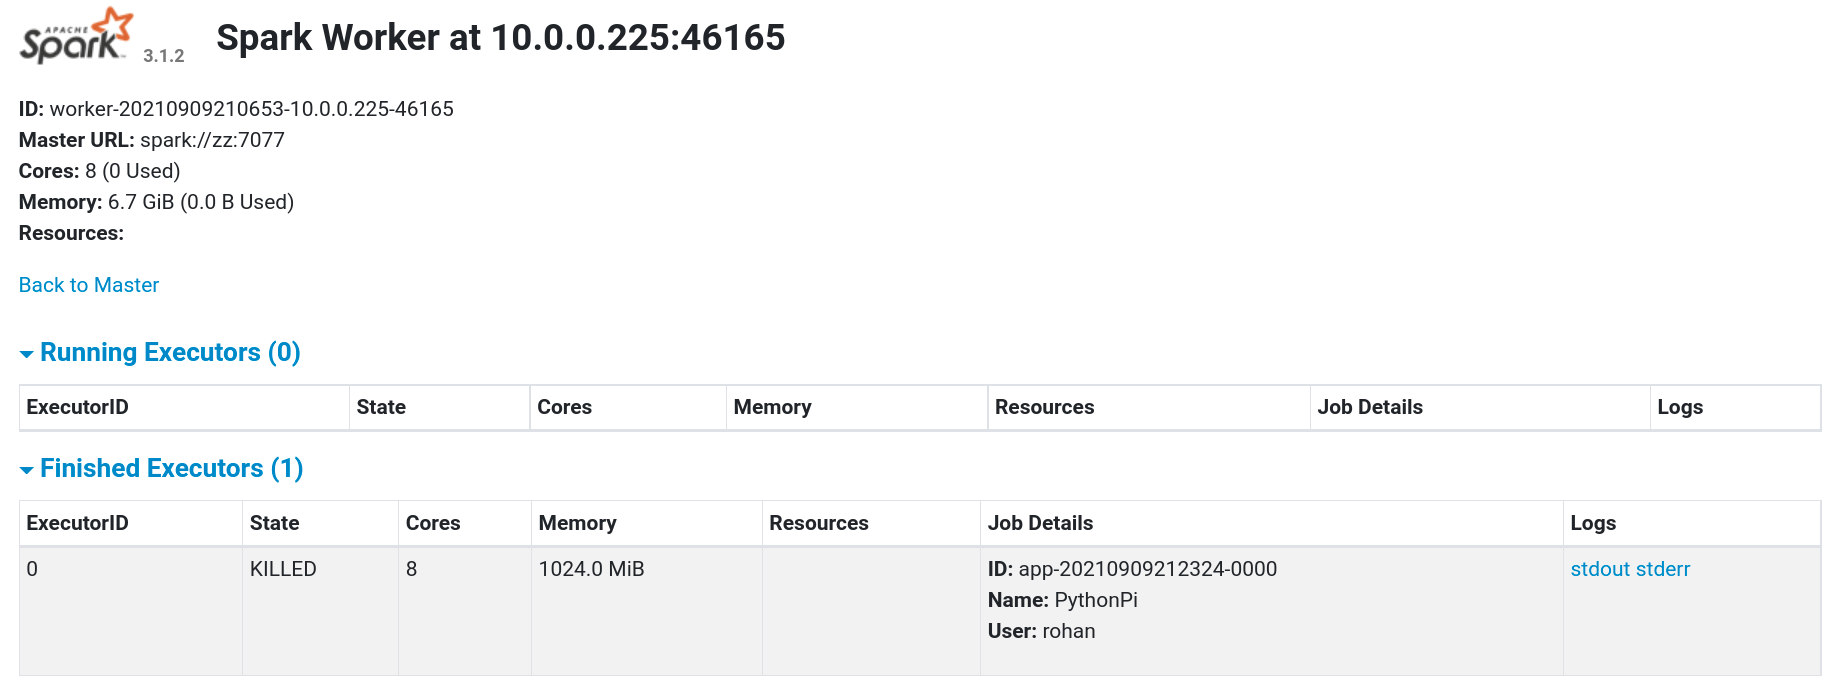 APACHE
Spark 3.1.2 Spark Worker at 10.0.0.225:46165
ID: worker-20210909210653-10.0.0.225-46165
Master URL: spark://zz:7077
Cores: 8 (0 Used)
Memory: 6.7 GiB (0.0 B Used)
Resources:
Back to Master
Running Executors (0)
ExecutorID State Cores Memory Resources Job Details Logs
Finished Executors (1)
ExecutorID State Cores Memory Resources Job Details Logs
0 KILLED 8 1024.0 MiB ID: app-20210909212324-0000 stdout stderr
Name: PythonPi
User: rohan